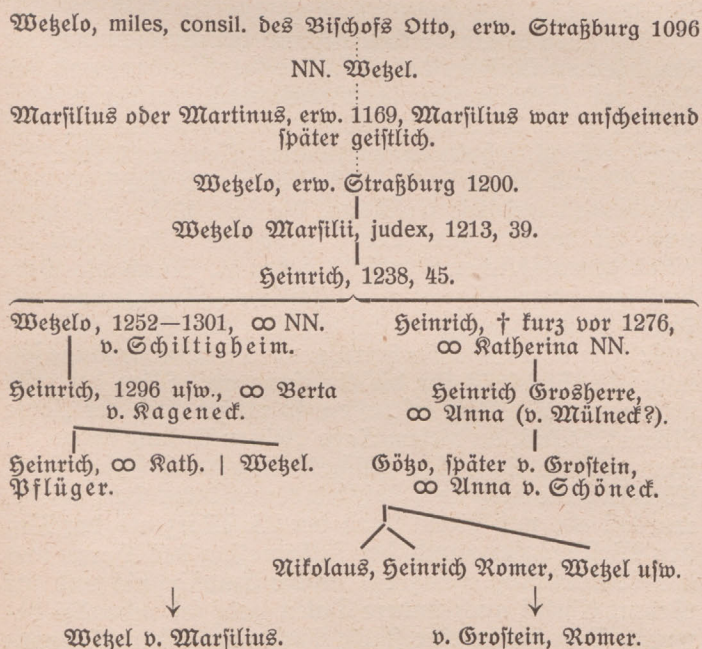 Wetzelo, miles, consil. des Bischofs Otto, erw. Straßburg 1096
NN. Wetzel.
Marsilius oder Martinus, erw. 1169, Marsilius war anscheinend
später geistlich.
Wetzelo, erw. Straßburg 1200.
Wetzelo Marsilii, judex, 1213, 39.
Heinrich, 1238, 45.
Wetzelo, 1252—1301, ∞ NN.
v. Schiltigheim.
Heinrich, 1296 usw., ∞ Berta
v. Kageneck.
Heinrich, ∞ Kath. | Wetzel.
Pflüger.
Wetzel v. Marsilius.
Heinrich, † kurz vor 1276,
∞ Katherina NN.
Heinrich Grosherre,
∞ Anna (v. Mülneck?).
Götzo, später v. Grostein,
∞ Anna v. Schöneck.
Nikolaus, Heinrich Romer, Wetzel usw.
v. Grostein, Romer.